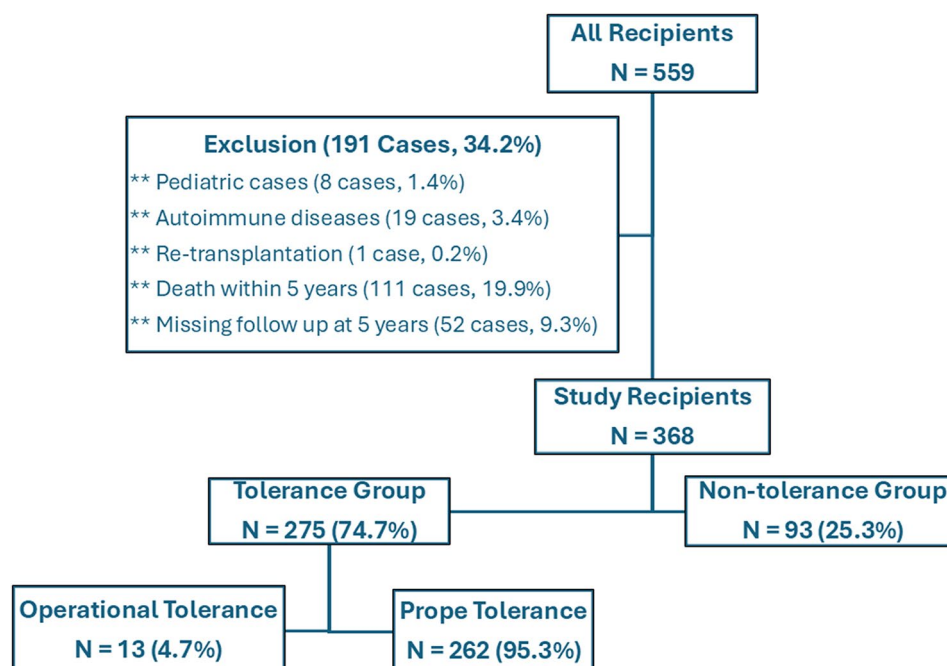 All Recipients
N = 559
Exclusion (191 Cases, 34.2%)
** Pediatric cases (8 cases, 1.4%)
** Autoimmune diseases (19 cases, 3.4%)
** Re-transplantation (1 case, 0.2%)
** Death within 5 years (111 cases, 19.9%)
** Missing follow up at 5 years (52 cases, 9.3%)
Study Recipients
N = 368
Tolerance Group
N = 275 (74.7%)
Non-tolerance Group
N = 93 (25.3%)
Operational Tolerance
N = 13 (4.7%)
Prope Tolerance
N = 262 (95.3%)